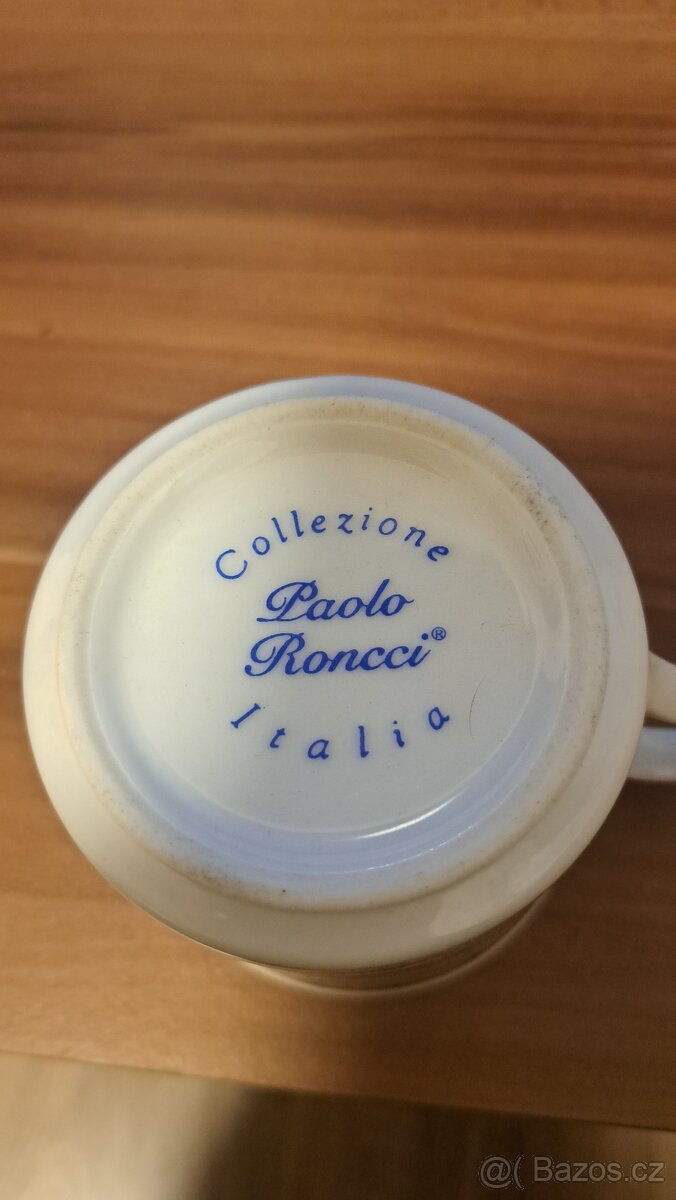 Collezione
Paolo
Roncci®
Italia
@( Bazos.cz